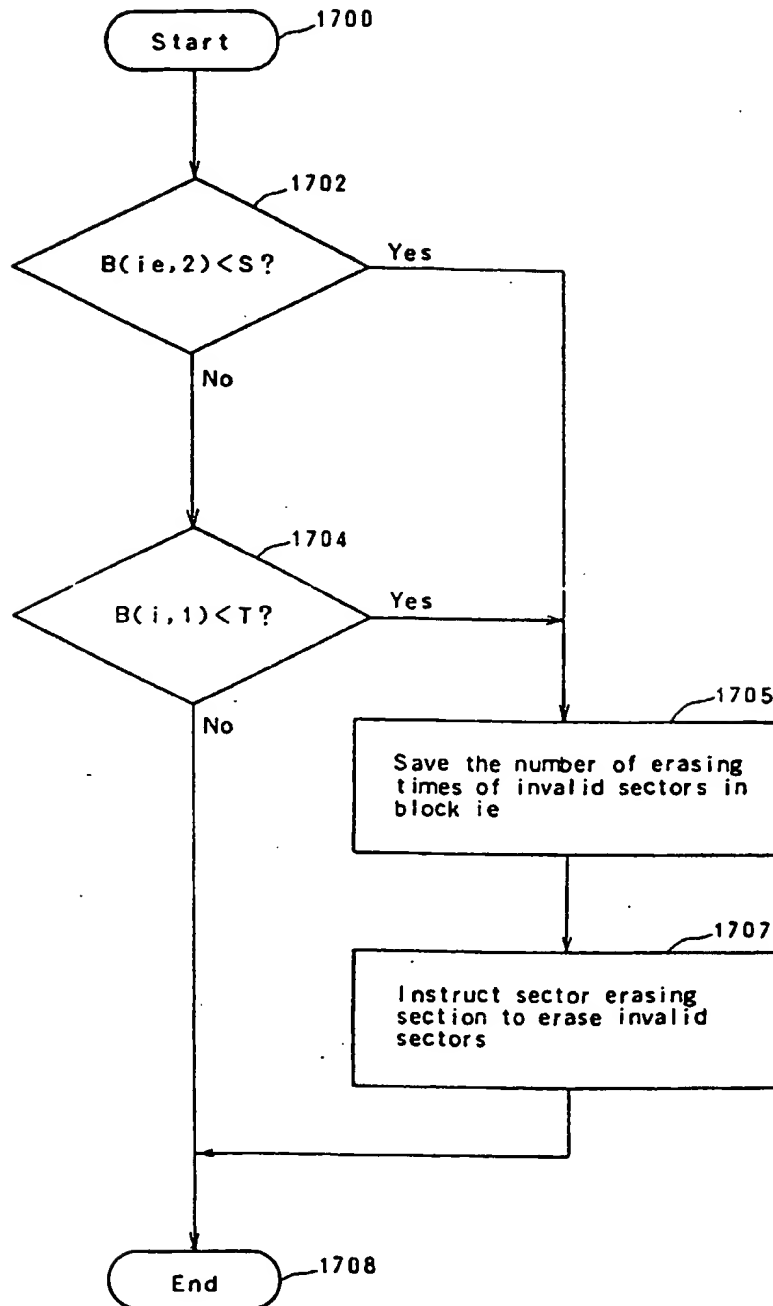 1700
Start
1702
B(ie,2)<S?
Yes
No
1704
B(i,1)<T?
Yes
No
1705
Save the number of erasing
times of invalid sectors in
block ie
1707
Instruct sector erasing
section to erase invalid
sectors
End
1708